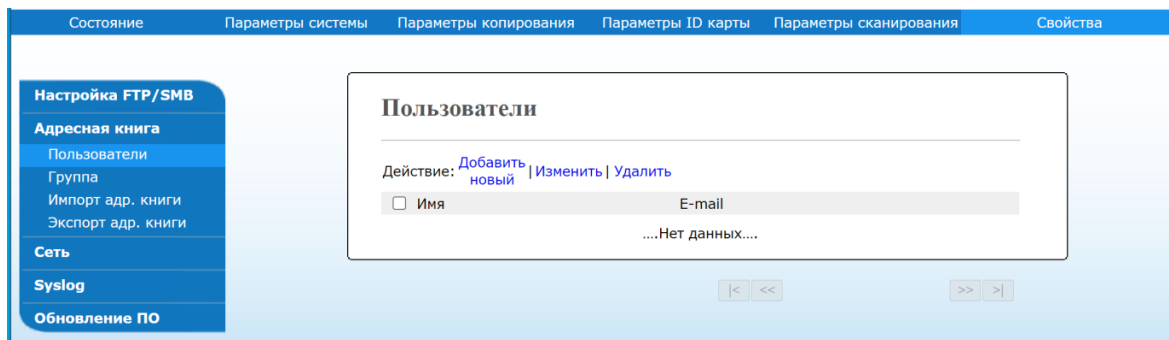 Состояние Параметры системы Параметры копирования Параметры ID карты Параметры сканирования Свойства
Настройка FTP/SMB
Адресная книга
Пользователи
Группа
Импорт адр. книги
Экспорт адр. книги
Сеть
Syslog
Обновление ПО
Пользователи
Действие: Добавить новый | Изменить | Удалить
Имя E-mail
....Нет данных....
|< << >> >|